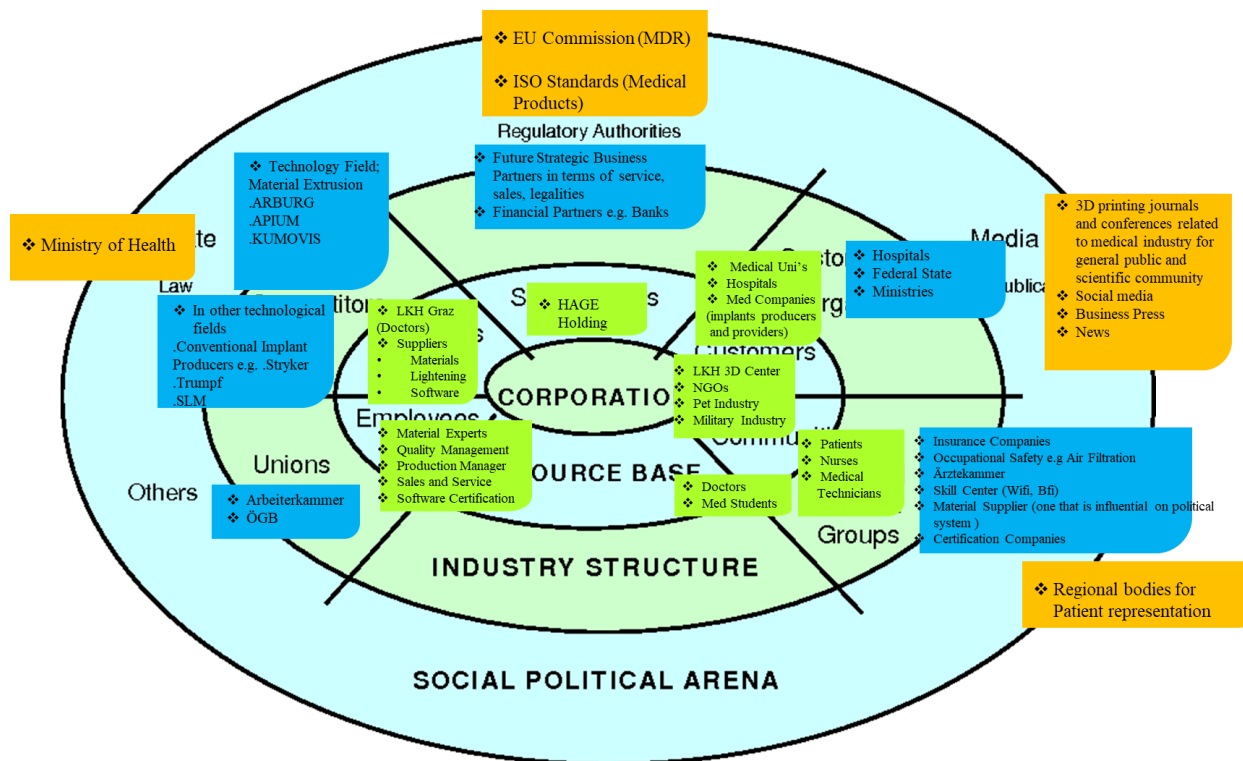 ❖ EU Commission (MDR)
❖ ISO Standards (Medical
Products)
Regulatory Authorities
❖ Technology Field;
Material Extrusion
.ARBURG
.APIUM
.KUMOVIS
❖ Future Strategic Business
Partners in terms of service,
sales, legalities
❖ Financial Partners e.g. Banks
❖ Ministry of Health
Law
❖ In other technological
fields
.Conventional Implant
Producers e.g. .Stryker
.Trumpf
.SLM
❖ LKH Graz
(Doctors)
❖ Suppliers
• Materials
• Lightening
• Software
❖ HAGE
Holding
❖ Medical Uni's
❖ Hospitals
❖ Med Companies
(implants producers
and providers)
❖ Hospitals
❖ Federal State
❖ Ministries
Media
❖ 3D printing journals
and conferences related
to medical industry for
general public and
scientific community
❖ Social media
❖ Business Press
❖ News
Customers
CORPORATIO
❖ LKH 3D Center
❖ NGOs
❖ Pet Industry
❖ Military Industry
Employees
❖ Material Experts
❖ Quality Management
❖ Production Manager
❖ Sales and Service
❖ Software Certification
OURCE BASE
❖ Doctors
❖ Med Students
❖ Patients
❖ Nurses
❖ Medical
Technicians
❖ Insurance Companies
❖ Occupational Safety e.g Air Filtration
❖ Ärztekammer
❖ Skill Center (Wifi, Bfi)
❖ Material Supplier (one that is influential on political
system )
❖ Certification Companies
Unions
Others
❖ Arbeiterkammer
❖ ÖGB
Groups
INDUSTRY STRUCTURE
❖ Regional bodies for
Patient representation
SOCIAL POLITICAL ARENA